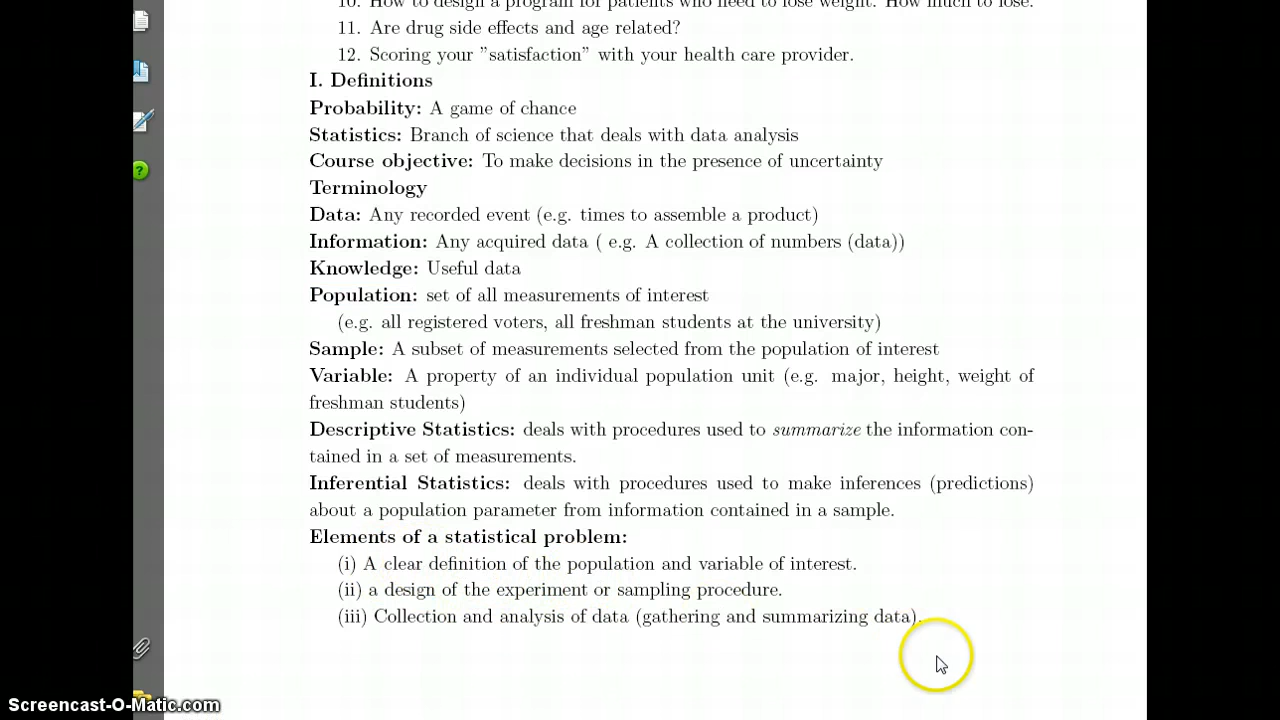 10. How to design a program for patients who need to lose weight. How much to lose.
11. Are drug side effects and age related?
12. Scoring your ”satisfaction” with your health care provider.
I. Definitions
Probability: A game of chance
Statistics: Branch of science that deals with data analysis
Course objective: To make decisions in the presence of uncertainty
Terminology
Data: Any recorded event (e.g. times to assemble a product)
Information: Any acquired data ( e.g. A collection of numbers (data))
Knowledge: Useful data
Population: set of all measurements of interest
(e.g. all registered voters, all freshman students at the university)
Sample: A subset of measurements selected from the population of interest
Variable: A property of an individual population unit (e.g. major, height, weight of
freshman students)
Descriptive Statistics: deals with procedures used to summarize the information con-
tained in a set of measurements.
Inferential Statistics: deals with procedures used to make inferences (predictions)
about a population parameter from information contained in a sample.
Elements of a statistical problem:
(i) A clear definition of the population and variable of interest.
(ii) a design of the experiment or sampling procedure.
(iii) Collection and analysis of data (gathering and summarizing data).
Screencast-O-Matic.com